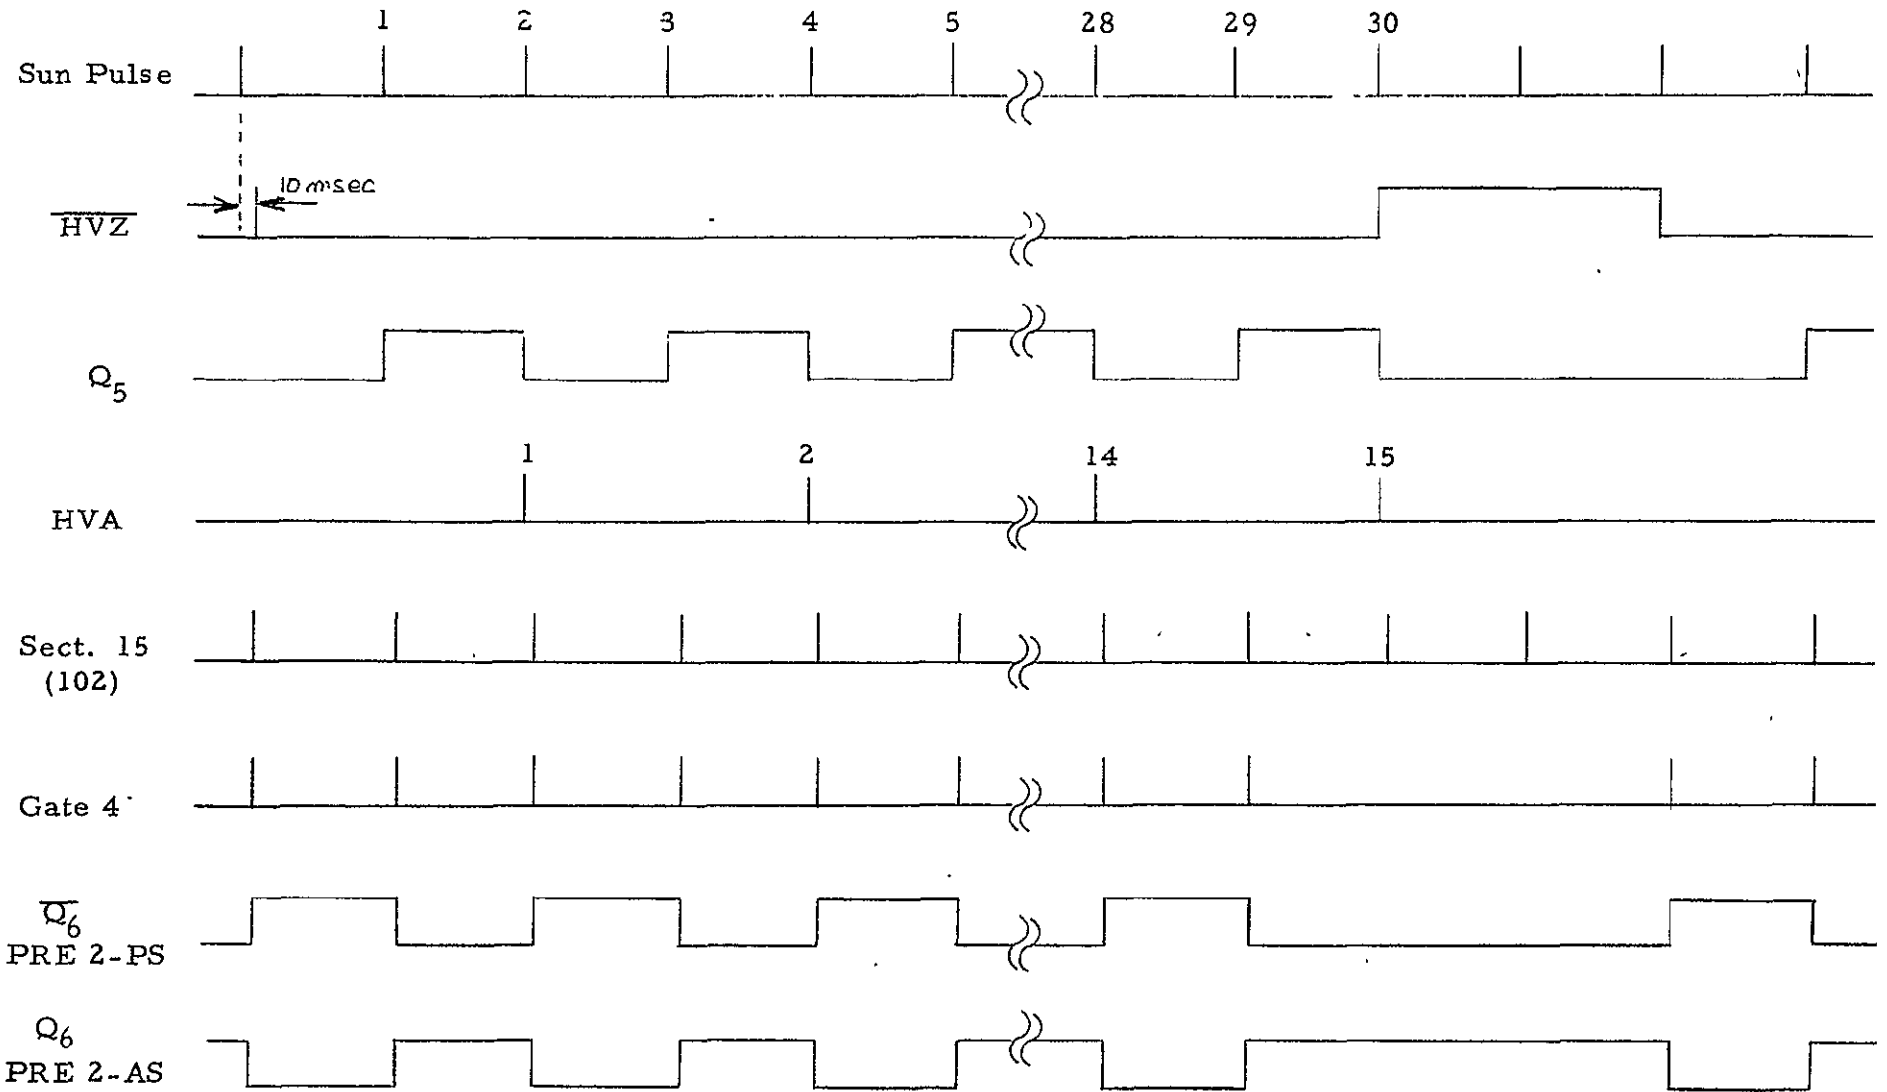 1 2 3 4 5 28 29 30
Sun Pulse
10 msec
HVZ
Q5
1 2 14 15
HVA
Sect. 15
(102)
Gate 4
Q6
PRE 2-PS
Q6
PRE 2-AS